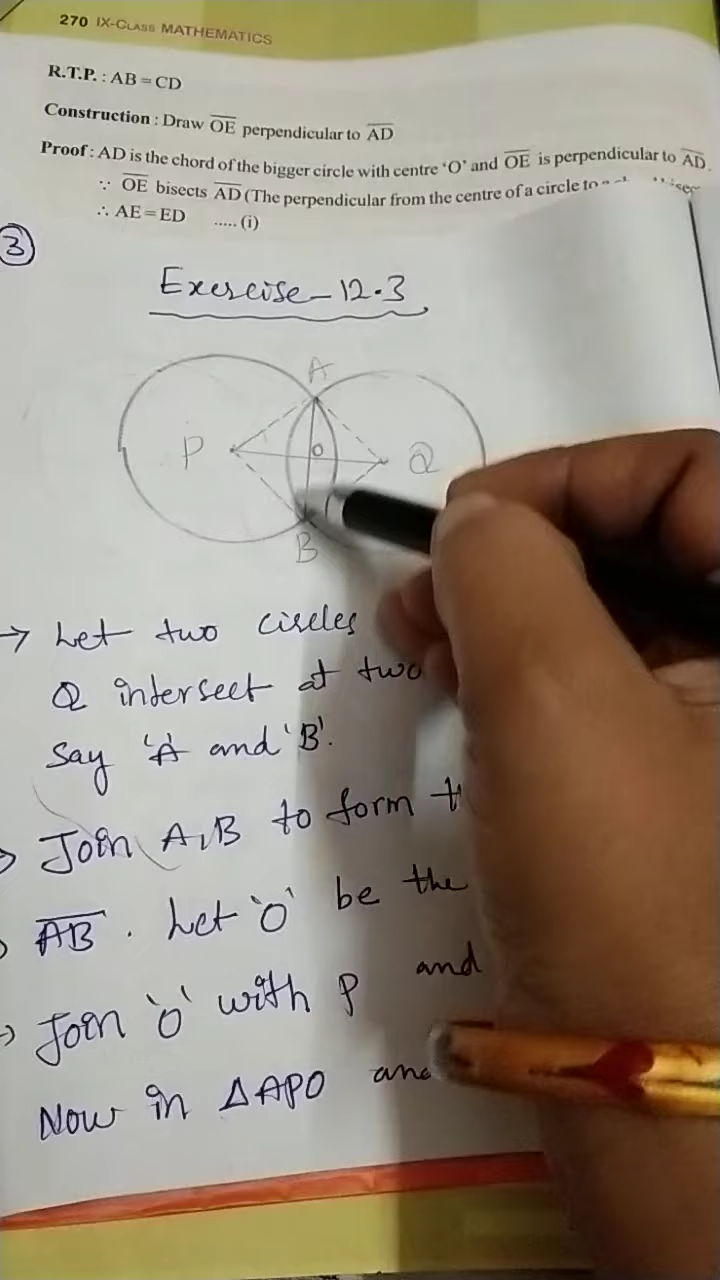 270 IX-CLASS MATHEMATICS
R.T.P. : AB = CD
Construction : Draw OE perpendicular to AD
Proof : AD is the chord of the bigger circle with centre 'O' and OE is perpendicular to AD.
∵ OE bisects AD (The perpendicular from the centre of a circle to
∴ AE = ED ..... (i)
3
Exercise - 12.3
A
P O Q
B
→ Let two circles
Q intersect at two
say 'A' and 'B'.
Join A, B to form
AB. Let 'O' be the
→ Join 'O' with P and
Now in ΔAPO and